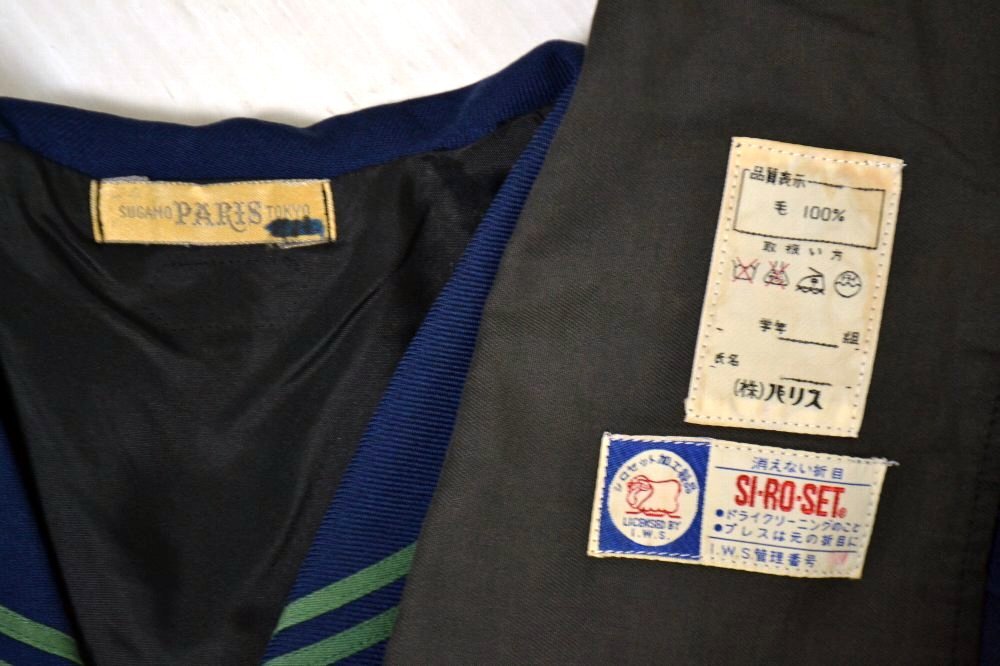 SUGAMO PARIS TOKYO
品質表示
毛 100%
取扱い方
学年 組
氏名
(株)パリス
シロセット加工製品
LICENSED BY
I.W.S.
消えない折目
SI-RO-SET®
●ドライクリーニングのこと
●プレスは元の折目に
I.W.S.管理番号